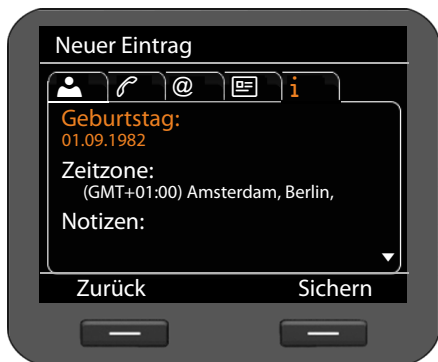 Neuer Eintrag
@ i
Geburtstag:
01.09.1982
Zeitzone:
(GMT+01:00) Amsterdam, Berlin,
Notizen:
Zurück Sichern